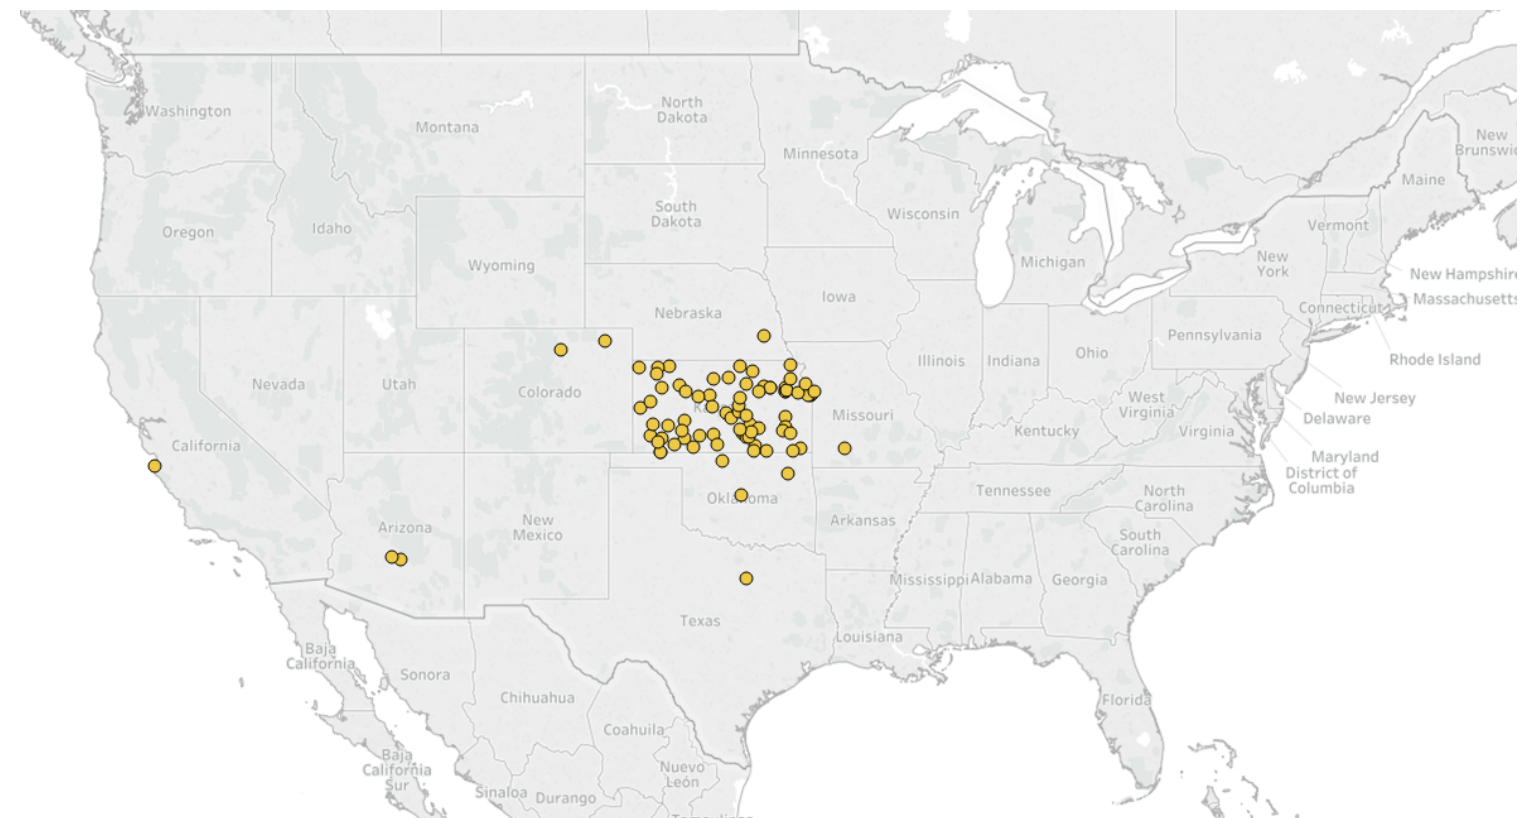 Washington
Montana
North
Dakota
Minnesota
New
Brunswic
Maine
Oregon
Idaho
South
Dakota
Wisconsin
Vermont
Wyoming
Michigan
New
York
New Hampshire
Massachusetts
Connecticut
Nebraska
Iowa
Pennsylvania
Rhode Island
Nevada
Utah
Colorado
Illinois
Indiana
Ohio
New Jersey
Delaware
West
Virginia
Missouri
Kentucky
Virginia
California
Maryland
District of
Columbia
Oklahoma
Tennessee
North
Carolina
Arizona
New
Mexico
Arkansas
South
Carolina
Mississippi
Alabama
Georgia
Texas
Louisiana
Baja
California
Sonora
Chihuahua
Florida
Coahuila
Baja
California
Sur
Nuevo
León
Sinaloa
Durango